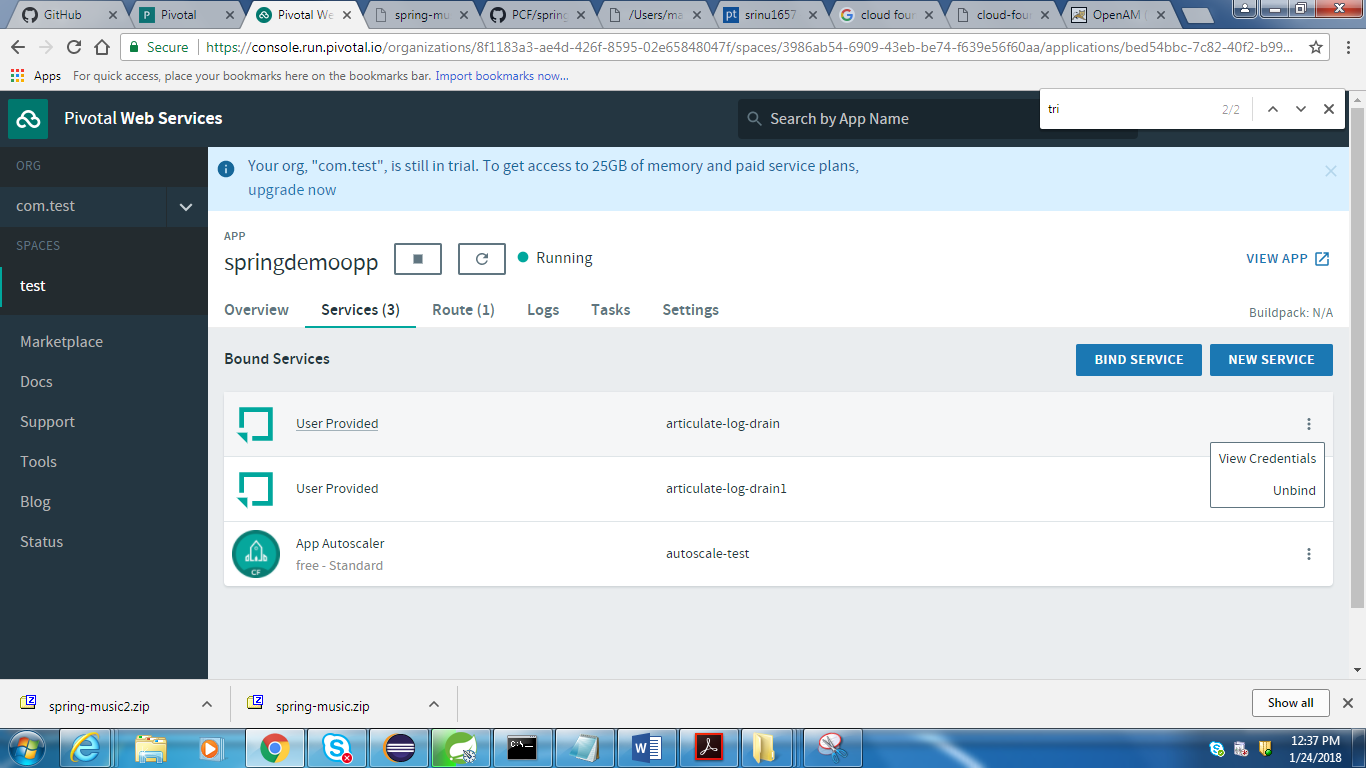 GitHub
Pivotal
Pivotal We
spring-mu
PCF/spring
/Users/ma
srinu1657
cloud foun
cloud-foun
OpenAM (
Secure
https://console.run.pivotal.io/organizations/8f1183a3-ae4d-426f-8595-02e65848047f/spaces/3986ab54-6909-43eb-be74-f639e56f60aa/applications/bed54bbc-7c82-40f2-b99...
Apps
For quick access, place your bookmarks here on the bookmarks bar. Import bookmarks now...
tri
2/2
Pivotal Web Services
Search by App Name
ORG
com.test
SPACES
test
Marketplace
Docs
Support
Tools
Blog
Status
Your org, "com.test", is still in trial. To get access to 25GB of memory and paid service plans,
upgrade now
APP
springdemoopp
Running
VIEW APP
Overview
Services (3)
Route (1)
Logs
Tasks
Settings
Buildpack: N/A
Bound Services
BIND SERVICE
NEW SERVICE
User Provided
articulate-log-drain
View Credentials
Unbind
User Provided
articulate-log-drain1
CF
App Autoscaler
free - Standard
autoscale-test
spring-music2.zip
spring-music.zip
Show all
12:37 PM
1/24/2018